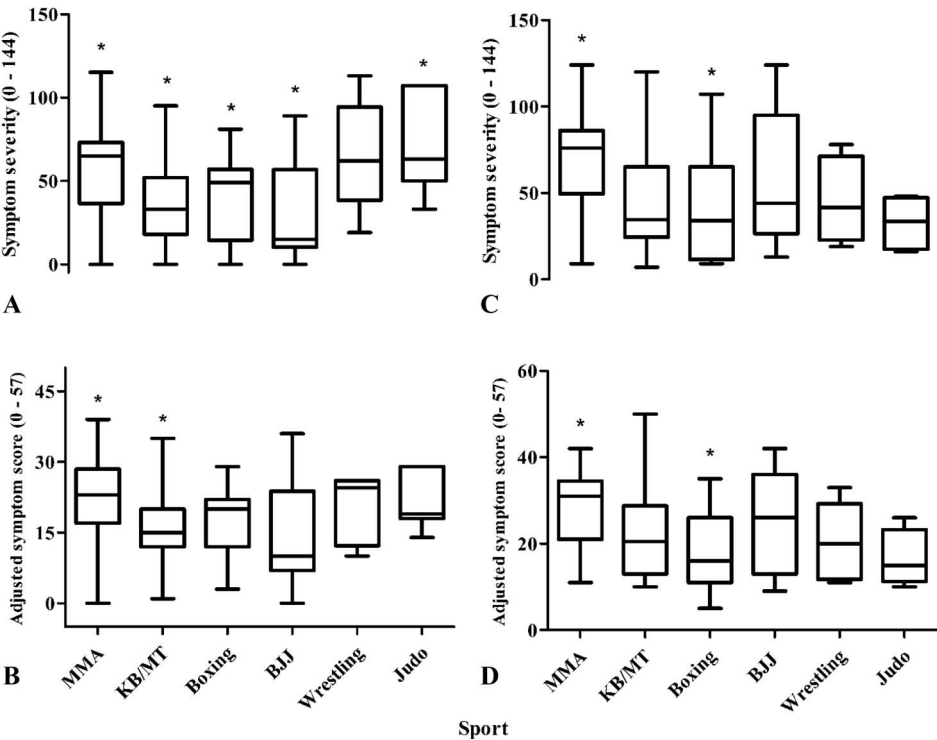 Symptom severity (0 - 144)
150
100
50
0
* * * * *
A
Symptom severity (0 - 144)
150
100
50
0
* *
C
Adjusted symptom score (0 - 57)
45
30
15
0
* *
MMA
KB/MT
Boxing
BJJ
Wrestling
Judo
B
Adjusted symptom score (0- 57)
60
40
20
0
* *
MMA
KB/MT
Boxing
BJJ
Wrestling
Judo
D
Sport